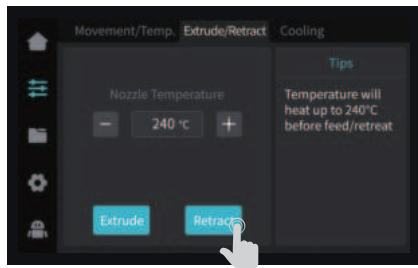 Movement/Temp. Extrude/Retract Cooling
Tips
Nozzle Temperature
Temperature will
heat up to 240°C
before feed/retreat
− 240 °C +
Extrude Retract